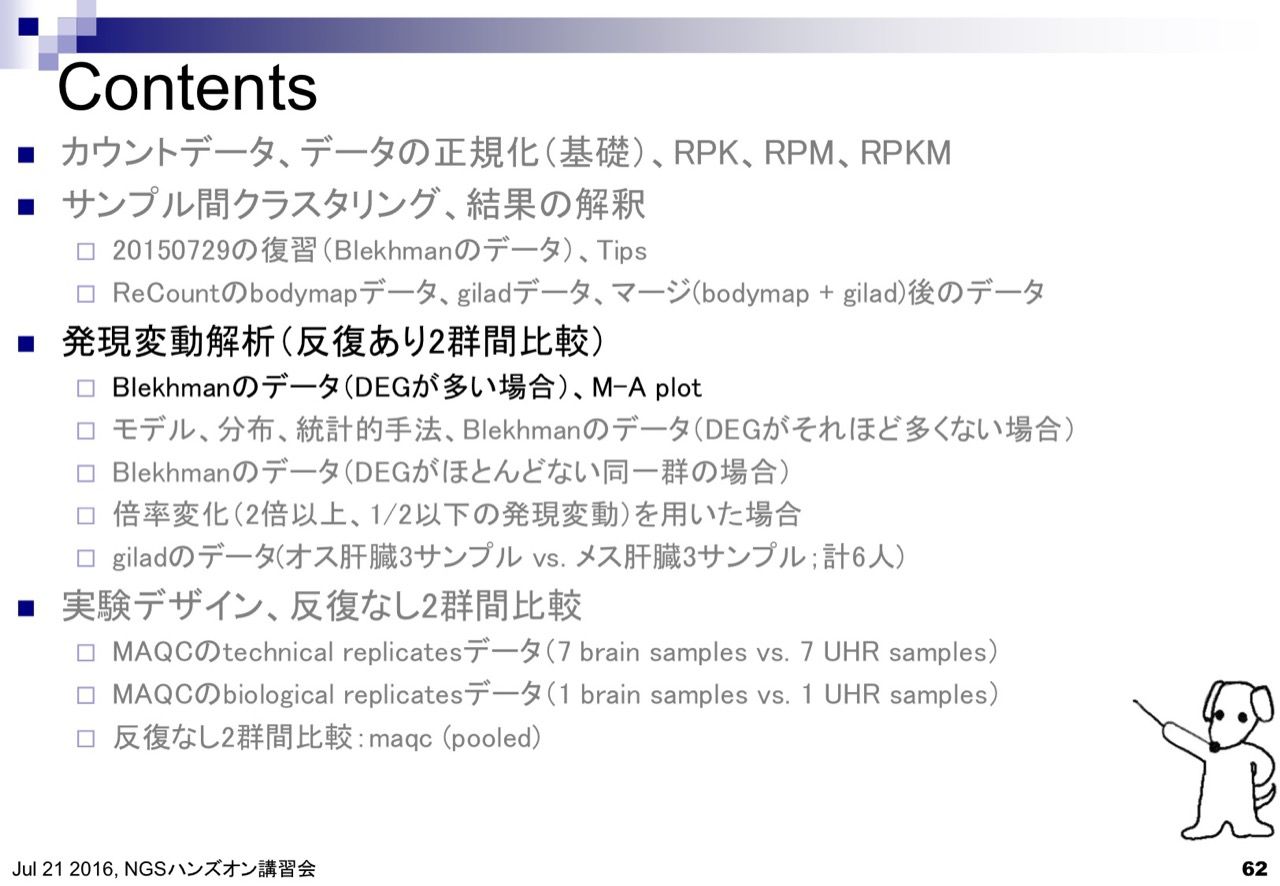 Contents
カウントデータ、データの正規化（基礎）、RPK、RPM、RPKM
サンプル間クラスタリング、結果の解釈
20150729の復習（Blekhmanのデータ）、Tips
ReCountのbodymapデータ、giladデータ、マージ(bodymap + gilad)後のデータ
発現変動解析（反復あり2群間比較）
Blekhmanのデータ（DEGが多い場合）、M-A plot
モデル、分布、統計的手法、Blekhmanのデータ（DEGがそれほど多くない場合）
Blekhmanのデータ（DEGがほとんどない同一群の場合）
倍率変化（2倍以上、1/2以下の発現変動）を用いた場合
giladのデータ(オス肝臓3サンプル vs. メス肝臓3サンプル；計6人）
実験デザイン、反復なし2群間比較
MAQCのtechnical replicatesデータ（7 brain samples vs. 7 UHR samples）
MAQCのbiological replicatesデータ（1 brain samples vs. 1 UHR samples）
反復なし2群間比較：maqc (pooled)
Jul 21 2016, NGSハンズオン講習会
62